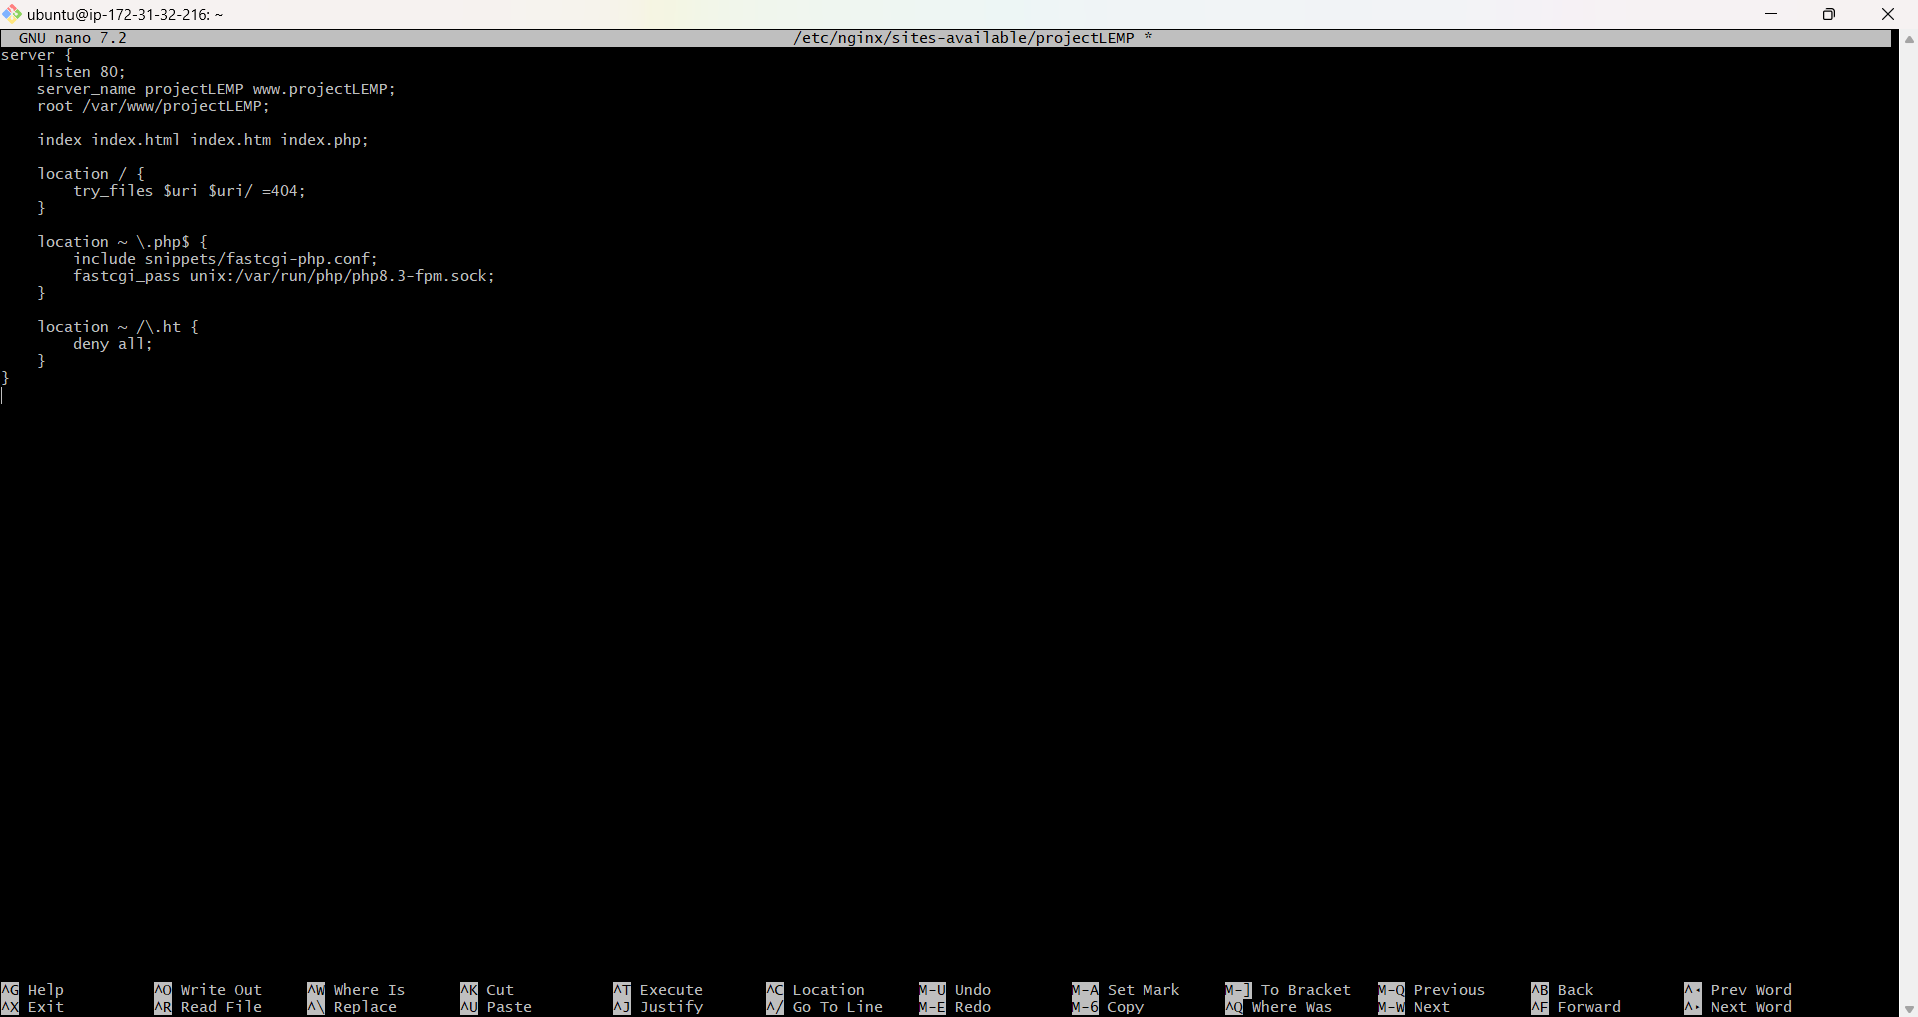 ubuntu@ip-172-31-32-216: ~
GNU nano 7.2 /etc/nginx/sites-available/projectLEMP *
server {
    listen 80;
    server_name projectLEMP www.projectLEMP;
    root /var/www/projectLEMP;

    index index.html index.htm index.php;

    location / {
        try_files $uri $uri/ =404;
    }

    location ~ \.php$ {
        include snippets/fastcgi-php.conf;
        fastcgi_pass unix:/var/run/php/php8.3-fpm.sock;
    }

    location ~ /\.ht {
        deny all;
    }
}
^G Help ^O Write Out ^W Where Is ^K Cut ^T Execute ^C Location M-U Undo M-A Set Mark M-] To Bracket M-Q Previous ^B Back ^◂ Prev Word
^X Exit ^R Read File ^\ Replace ^U Paste ^J Justify ^/ Go To Line M-E Redo M-6 Copy ^Q Where Was M-W Next ^F Forward ^▸ Next Word